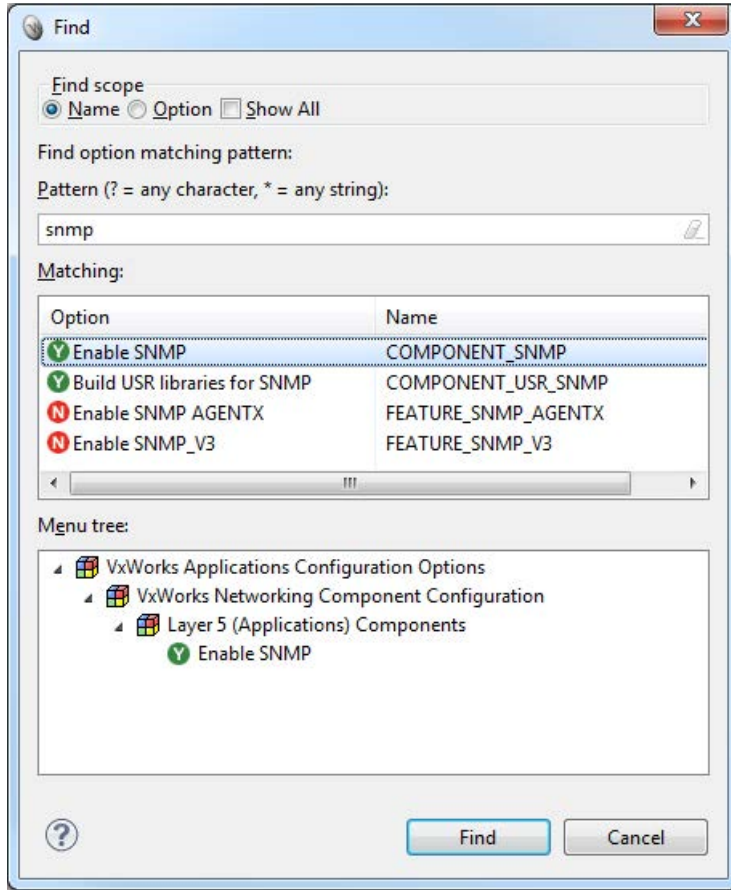 Find
Find scope
Name Option Show All
Find option matching pattern:
Pattern (? = any character, * = any string):
snmp
Matching:
Option Name
Y Enable SNMP COMPONENT_SNMP
Y Build USR libraries for SNMP COMPONENT_USR_SNMP
N Enable SNMP AGENTX FEATURE_SNMP_AGENTX
N Enable SNMP_V3 FEATURE_SNMP_V3
Menu tree:
VxWorks Applications Configuration Options
VxWorks Networking Component Configuration
Layer 5 (Applications) Components
Y Enable SNMP
? Find Cancel